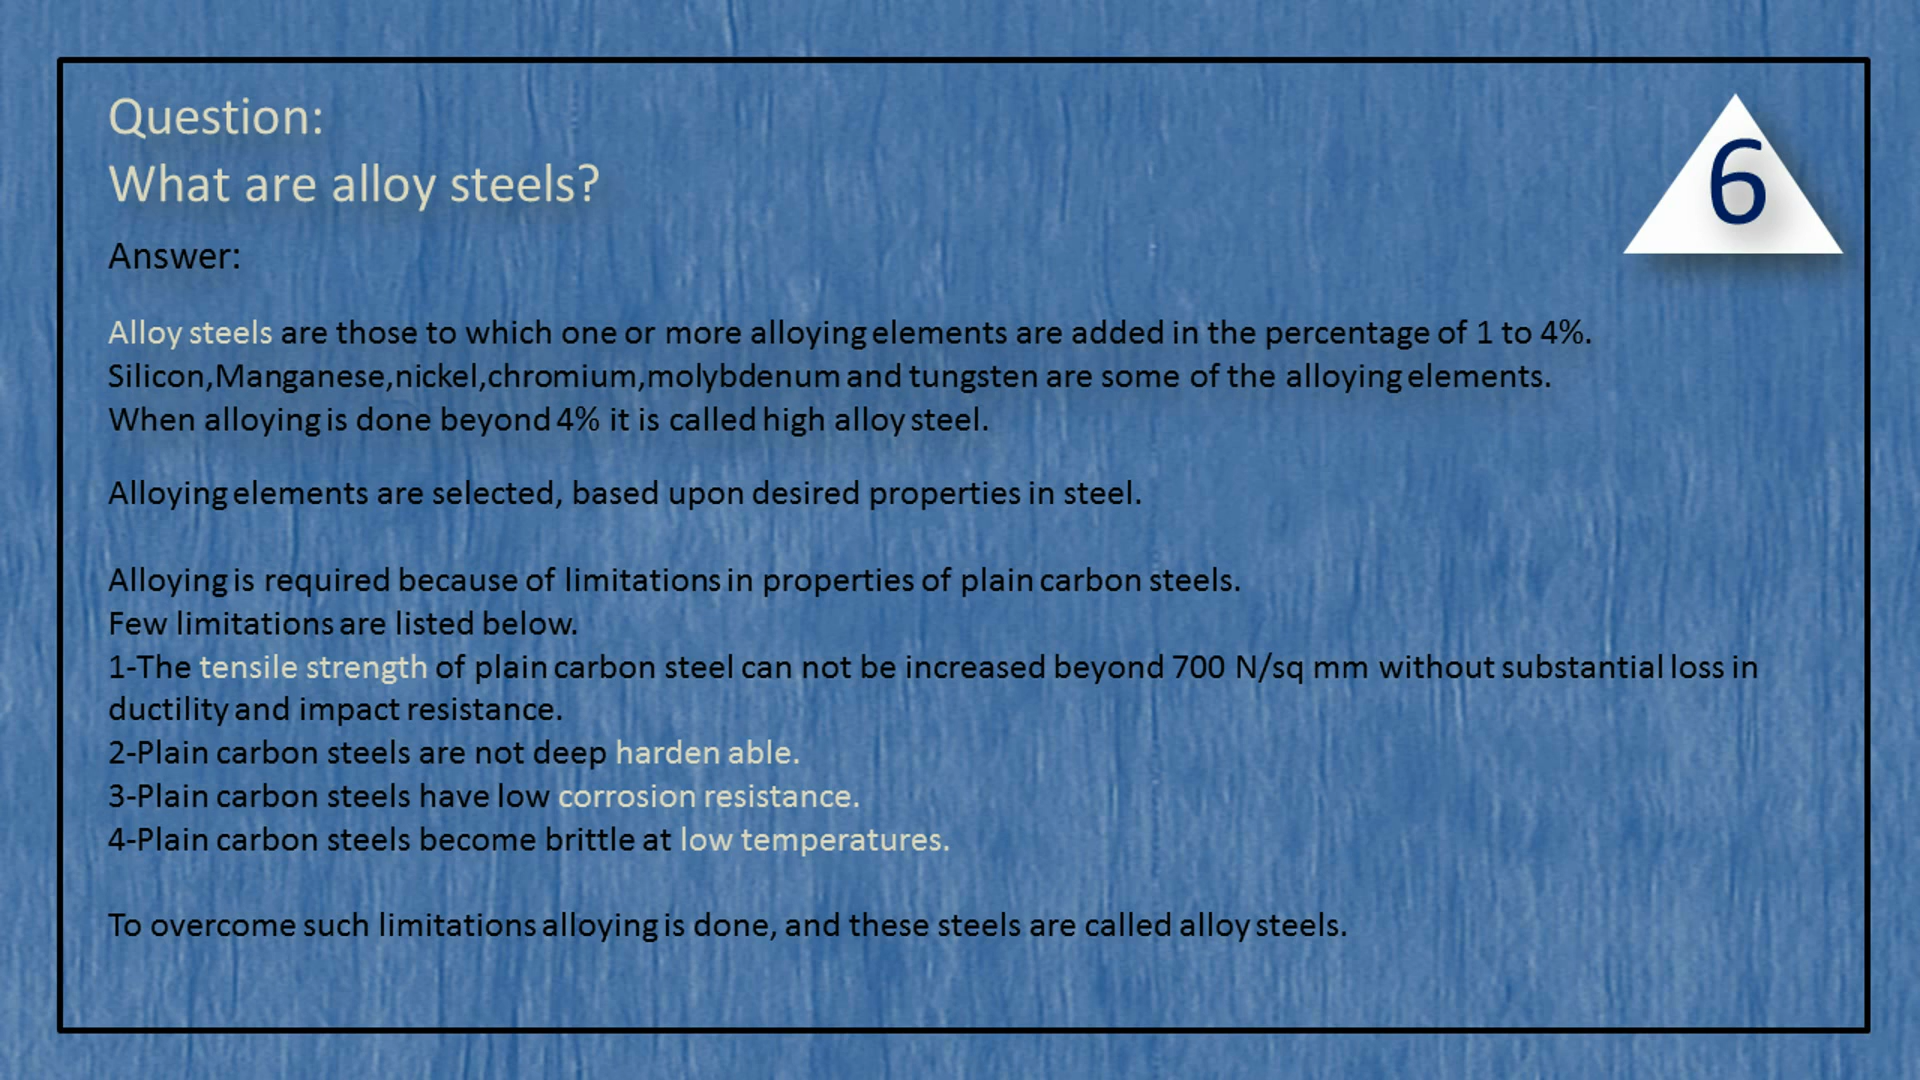 Question:
What are alloy steels?
6
Answer:
Alloy steels are those to which one or more alloying elements are added in the percentage of 1 to 4%.
Silicon,Manganese,nickel,chromium,molybdenum and tungsten are some of the alloying elements.
When alloying is done beyond 4% it is called high alloy steel.
Alloying elements are selected, based upon desired properties in steel.
Alloying is required because of limitations in properties of plain carbon steels.
Few limitations are listed below.
1-The tensile strength of plain carbon steel can not be increased beyond 700 N/sq mm without substantial loss in
ductility and impact resistance.
2-Plain carbon steels are not deep harden able.
3-Plain carbon steels have low corrosion resistance.
4-Plain carbon steels become brittle at low temperatures.
To overcome such limitations alloying is done, and these steels are called alloy steels.